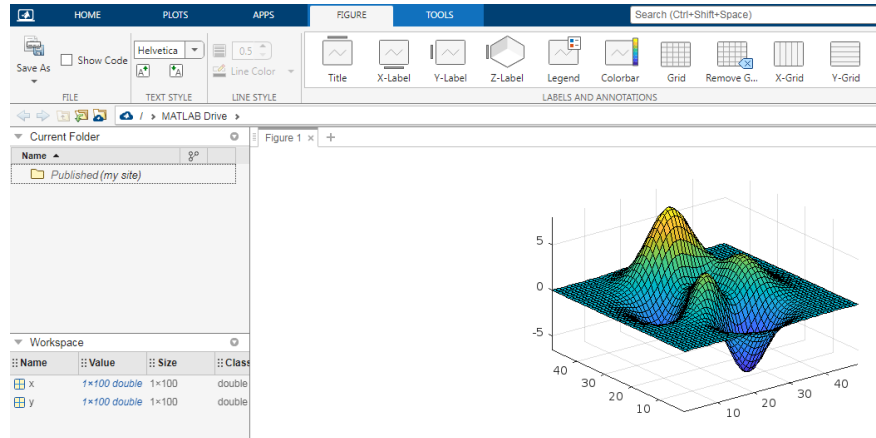 HOME PLOTS APPS FIGURE TOOLS Search (Ctrl+Shift+Space)
Save As Show Code Helvetica 0.5 Line Color
A A
Title X-Label Y-Label Z-Label Legend Colorbar Grid Remove G... X-Grid Y-Grid
FILE TEXT STYLE LINE STYLE LABELS AND ANNOTATIONS
/ > MATLAB Drive >
Current Folder
Name
Published (my site)
Workspace
Name Value Size Class
x 1×100 double 1×100 double
y 1×100 double 1×100 double
Figure 1 × +
5
0
-5
40
30
20
10
10
20
30
40